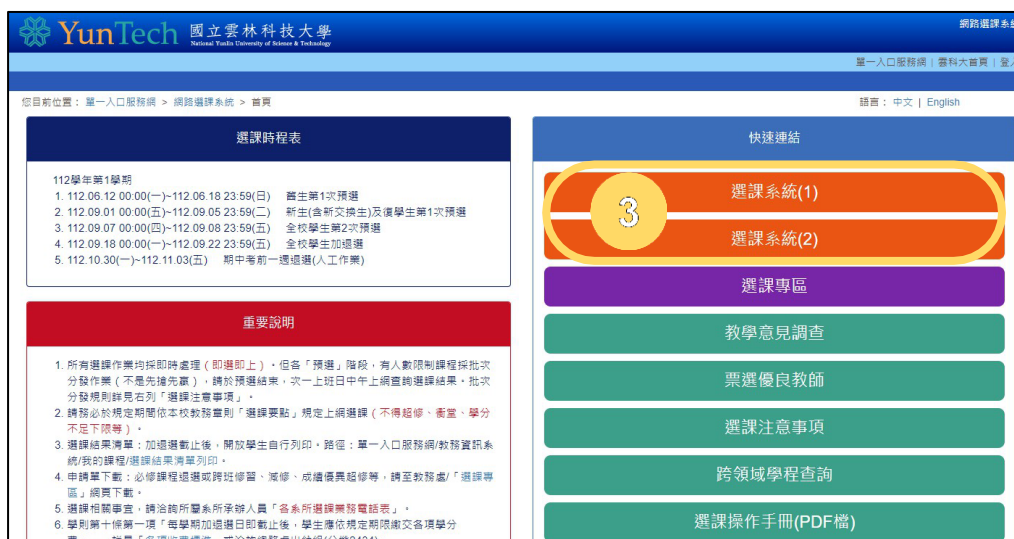 YunTech 國立雲林科技大學
National Yunlin University of Science & Technology
網路選課系統
單一入口服務網 | 雲科大首頁 | 登入
您目前位置： 單一入口服務網 > 網路選課系統 > 首頁
語言： 中文 | English
選課時程表
112學年第1學期
1. 112.06.12 00:00(一)~112.06.18 23:59(日) 舊生第1次預選
2. 112.09.01 00:00(五)~112.09.05 23:59(二) 新生(含新交換生)及復學生第1次預選
3. 112.09.07 00:00(四)~112.09.08 23:59(五) 全校學生第2次預選
4. 112.09.18 00:00(一)~112.09.22 23:59(五) 全校學生加退選
5. 112.10.30(一)~112.11.03(五) 期中考前一週退選(人工作業)
重要說明
1. 所有選課作業均採即時處理（即選即上）。但各「預選」階段，有人數限制課程採批次
分發作業（不是先搶先贏），請於預選結束，次一上班日中午上網查詢選課結果。批次
分發規則詳見右列「選課注意事項」。
2. 請務必於規定期間依本校教務章則「選課要點」規定上網選課（不得超修、衝堂、學分
不足下限等）。
3. 選課結果清單：加退選截止後，開放學生自行列印。路徑：單一入口服務網/教務資訊系
統/我的課程/選課結果清單列印。
4. 申請單下載：必修課程退選或跨班修習、減修、成績優異超修等，請至教務處/「選課專
區」網頁下載。
5. 選課相關事宜，請洽詢所屬系所承辦人員「各系所選課業務電話表」。
6. 學則第十條第一項「每學期加退選日即截止後，學生應依規定期限繳交各項學分
快速連結
3
選課系統(1)
選課系統(2)
選課專區
教學意見調查
票選優良教師
選課注意事項
跨領域學程查詢
選課操作手冊(PDF檔)